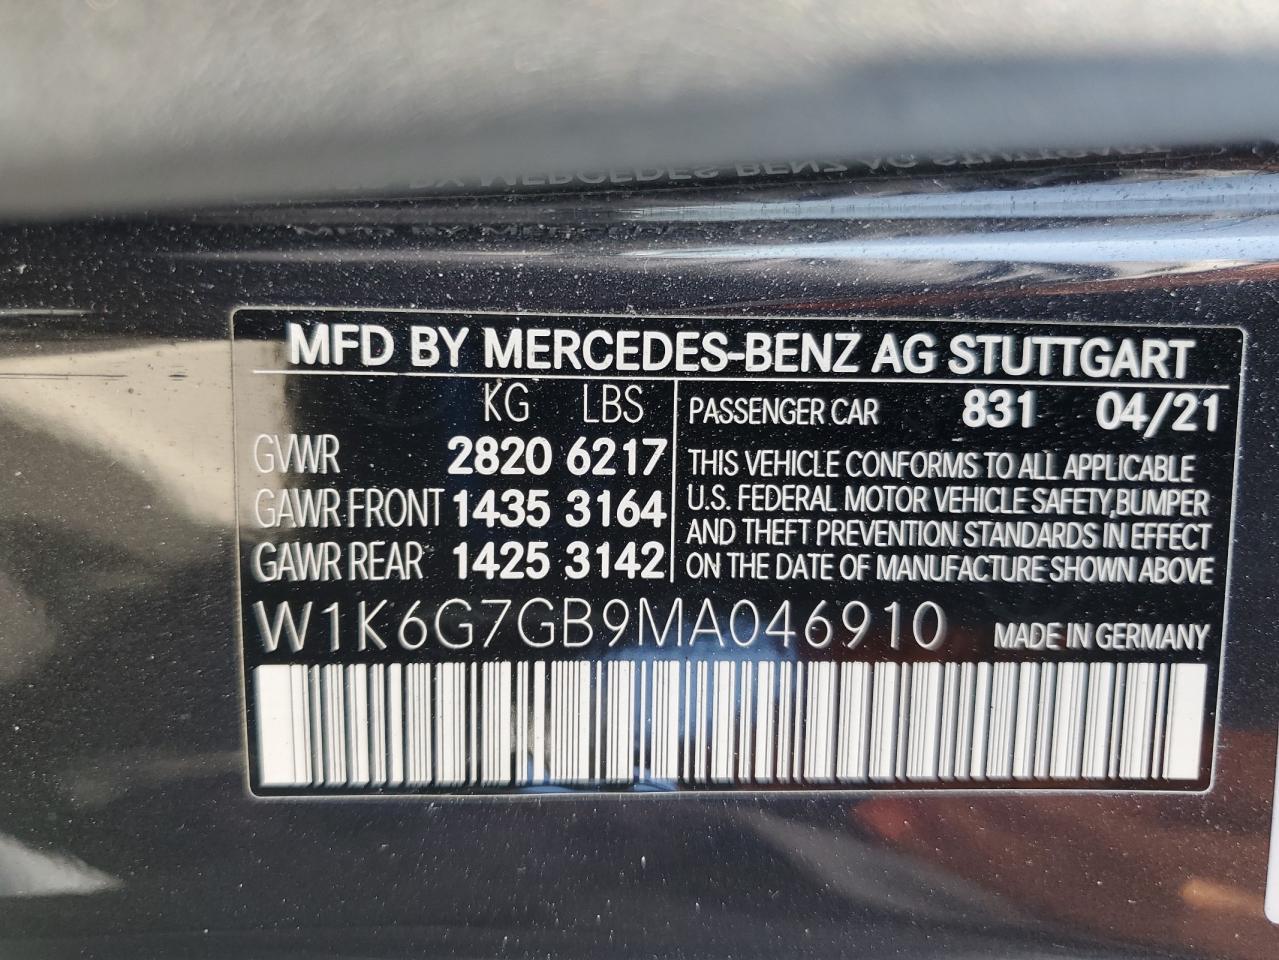 MFD BY MERCEDES-BENZ AG STUTTGART
KG LBS
GVWR 2820 6217
GAWR FRONT 1435 3164
GAWR REAR 1425 3142
PASSENGER CAR 831 04/21
THIS VEHICLE CONFORMS TO ALL APPLICABLE
U.S. FEDERAL MOTOR VEHICLE SAFETY, BUMPER
AND THEFT PREVENTION STANDARDS IN EFFECT
ON THE DATE OF MANUFACTURE SHOWN ABOVE
W1K6G7GB9MA046910 MADE IN GERMANY